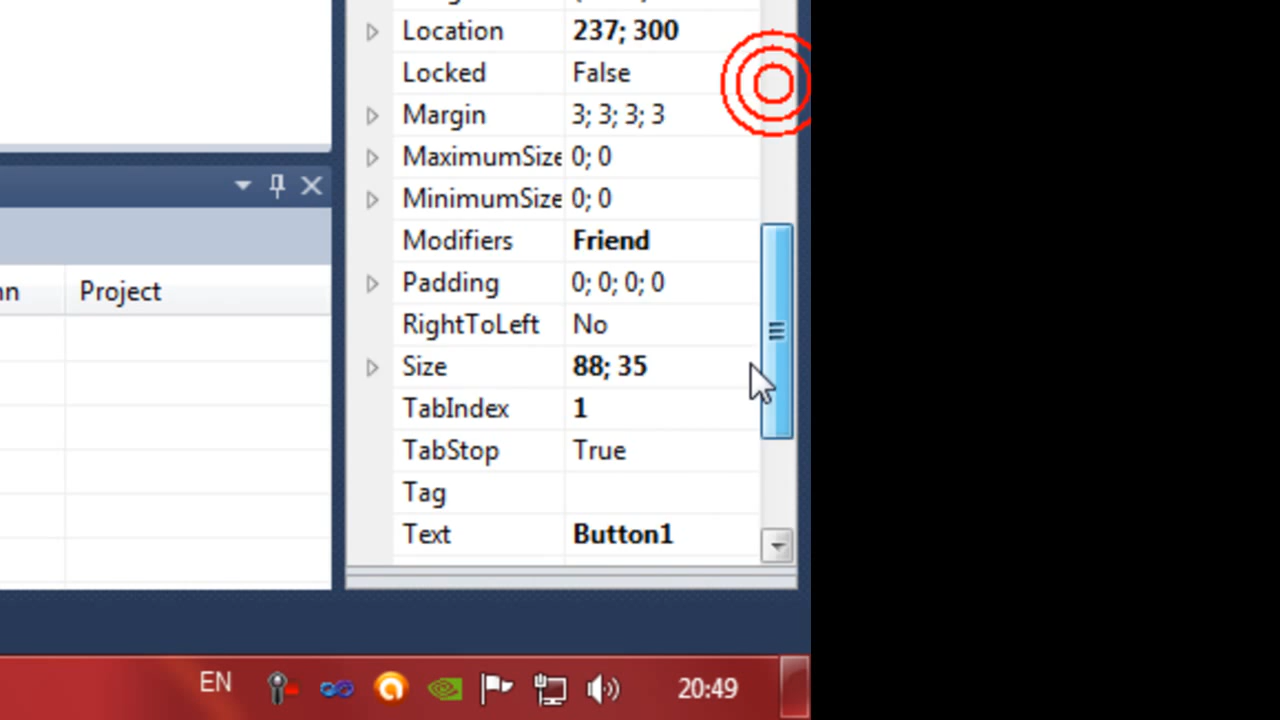 Location 237; 300
Locked False
Margin 3; 3; 3; 3
MaximumSize 0; 0
MinimumSize 0; 0
Modifiers Friend
Project
Padding 0; 0; 0; 0
RightToLeft No
Size 88; 35
TabIndex 1
TabStop True
Tag
Text Button1
EN 20:49